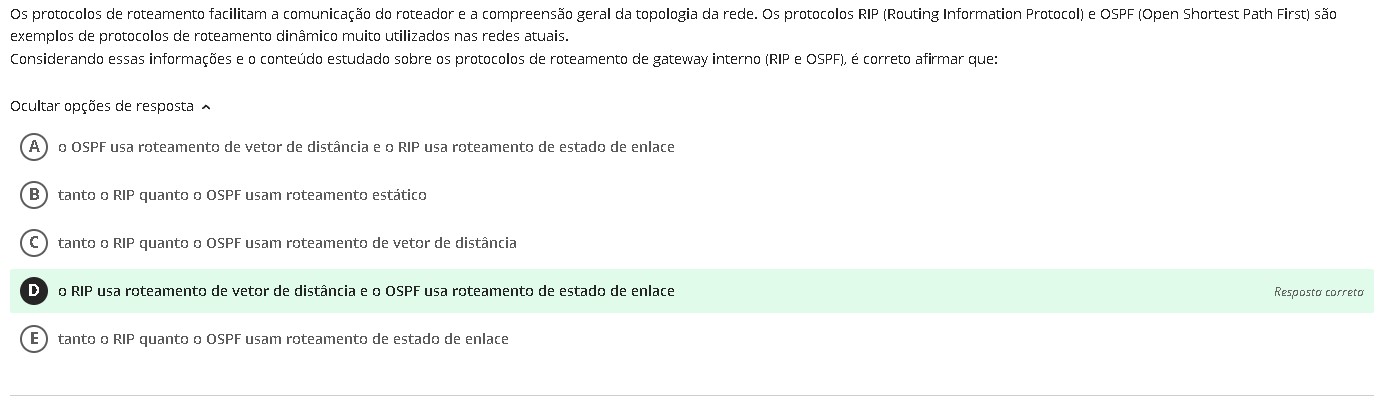 Os protocolos de roteamento facilitam a comunicação do roteador e a compreensão geral da topologia da rede. Os protocolos RIP (Routing Information Protocol) e OSPF (Open Shortest Path First) são
exemplos de protocolos de roteamento dinâmico muito utilizados nas redes atuais.
Considerando essas informações e o conteúdo estudado sobre os protocolos de roteamento de gateway interno (RIP e OSPF), é correto afirmar que:
Ocultar opções de resposta
A o OSPF usa roteamento de vetor de distância e o RIP usa roteamento de estado de enlace
B tanto o RIP quanto o OSPF usam roteamento estático
C tanto o RIP quanto o OSPF usam roteamento de vetor de distância
D o RIP usa roteamento de vetor de distância e o OSPF usa roteamento de estado de enlace Resposta correta
E tanto o RIP quanto o OSPF usam roteamento de estado de enlace